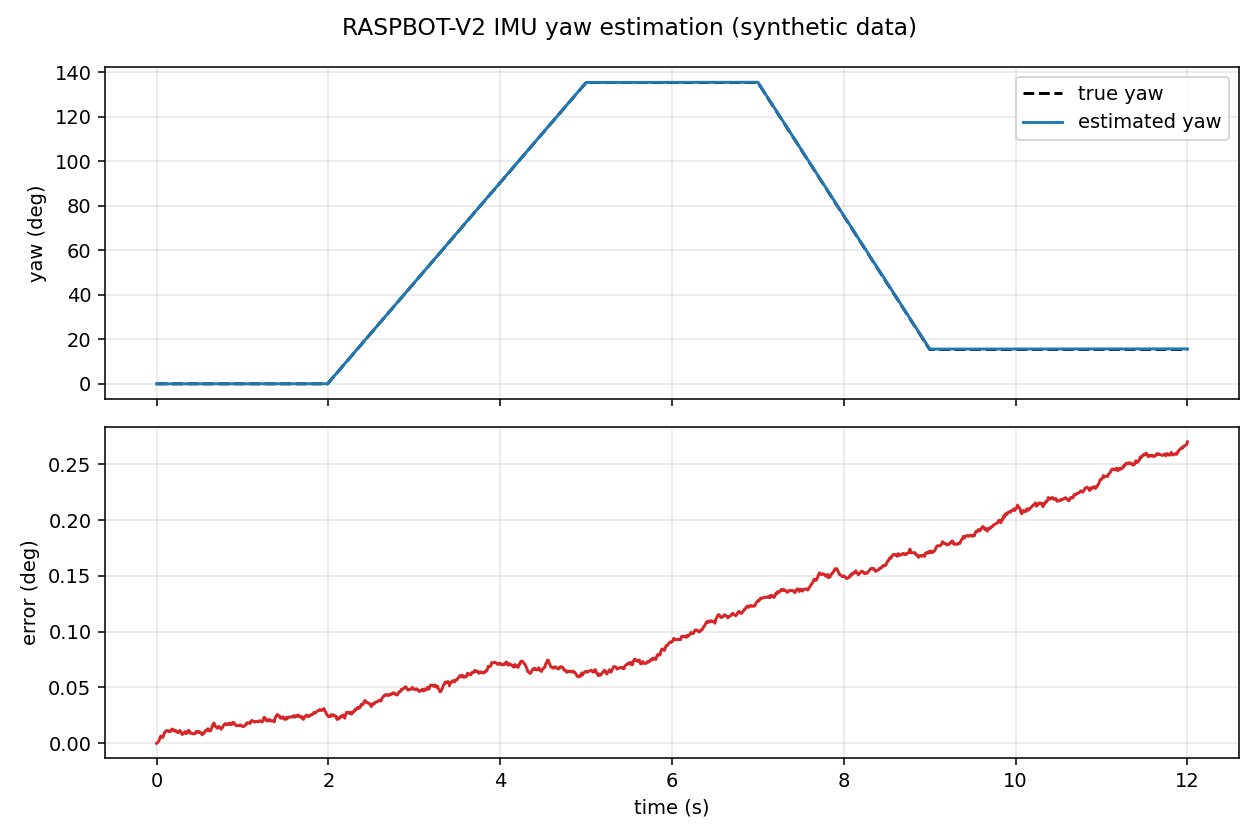 RASPBOT-V2 IMU yaw estimation (synthetic data)
140
120
100
80
60
40
20
0
yaw (deg)
true yaw
estimated yaw
0.25
0.20
0.15
0.10
0.05
0.00
error (deg)
0 2 4 6 8 10 12
time (s)